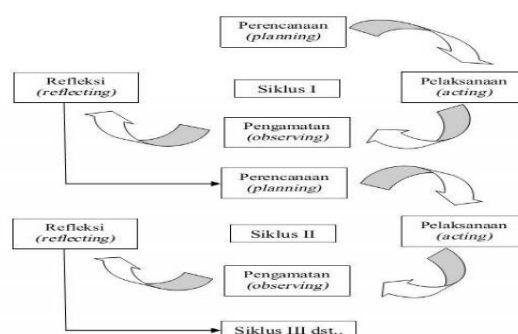 Perencanaan
(planning)
Refleksi
(reflecting)
Siklus I
Pelaksanaan
(acting)
Pengamatan
(observing)
Perencanaan
(planning)
Refleksi
(reflecting)
Siklus II
Pelaksanaan
(acting)
Pengamatan
(observing)
Siklus III dst..